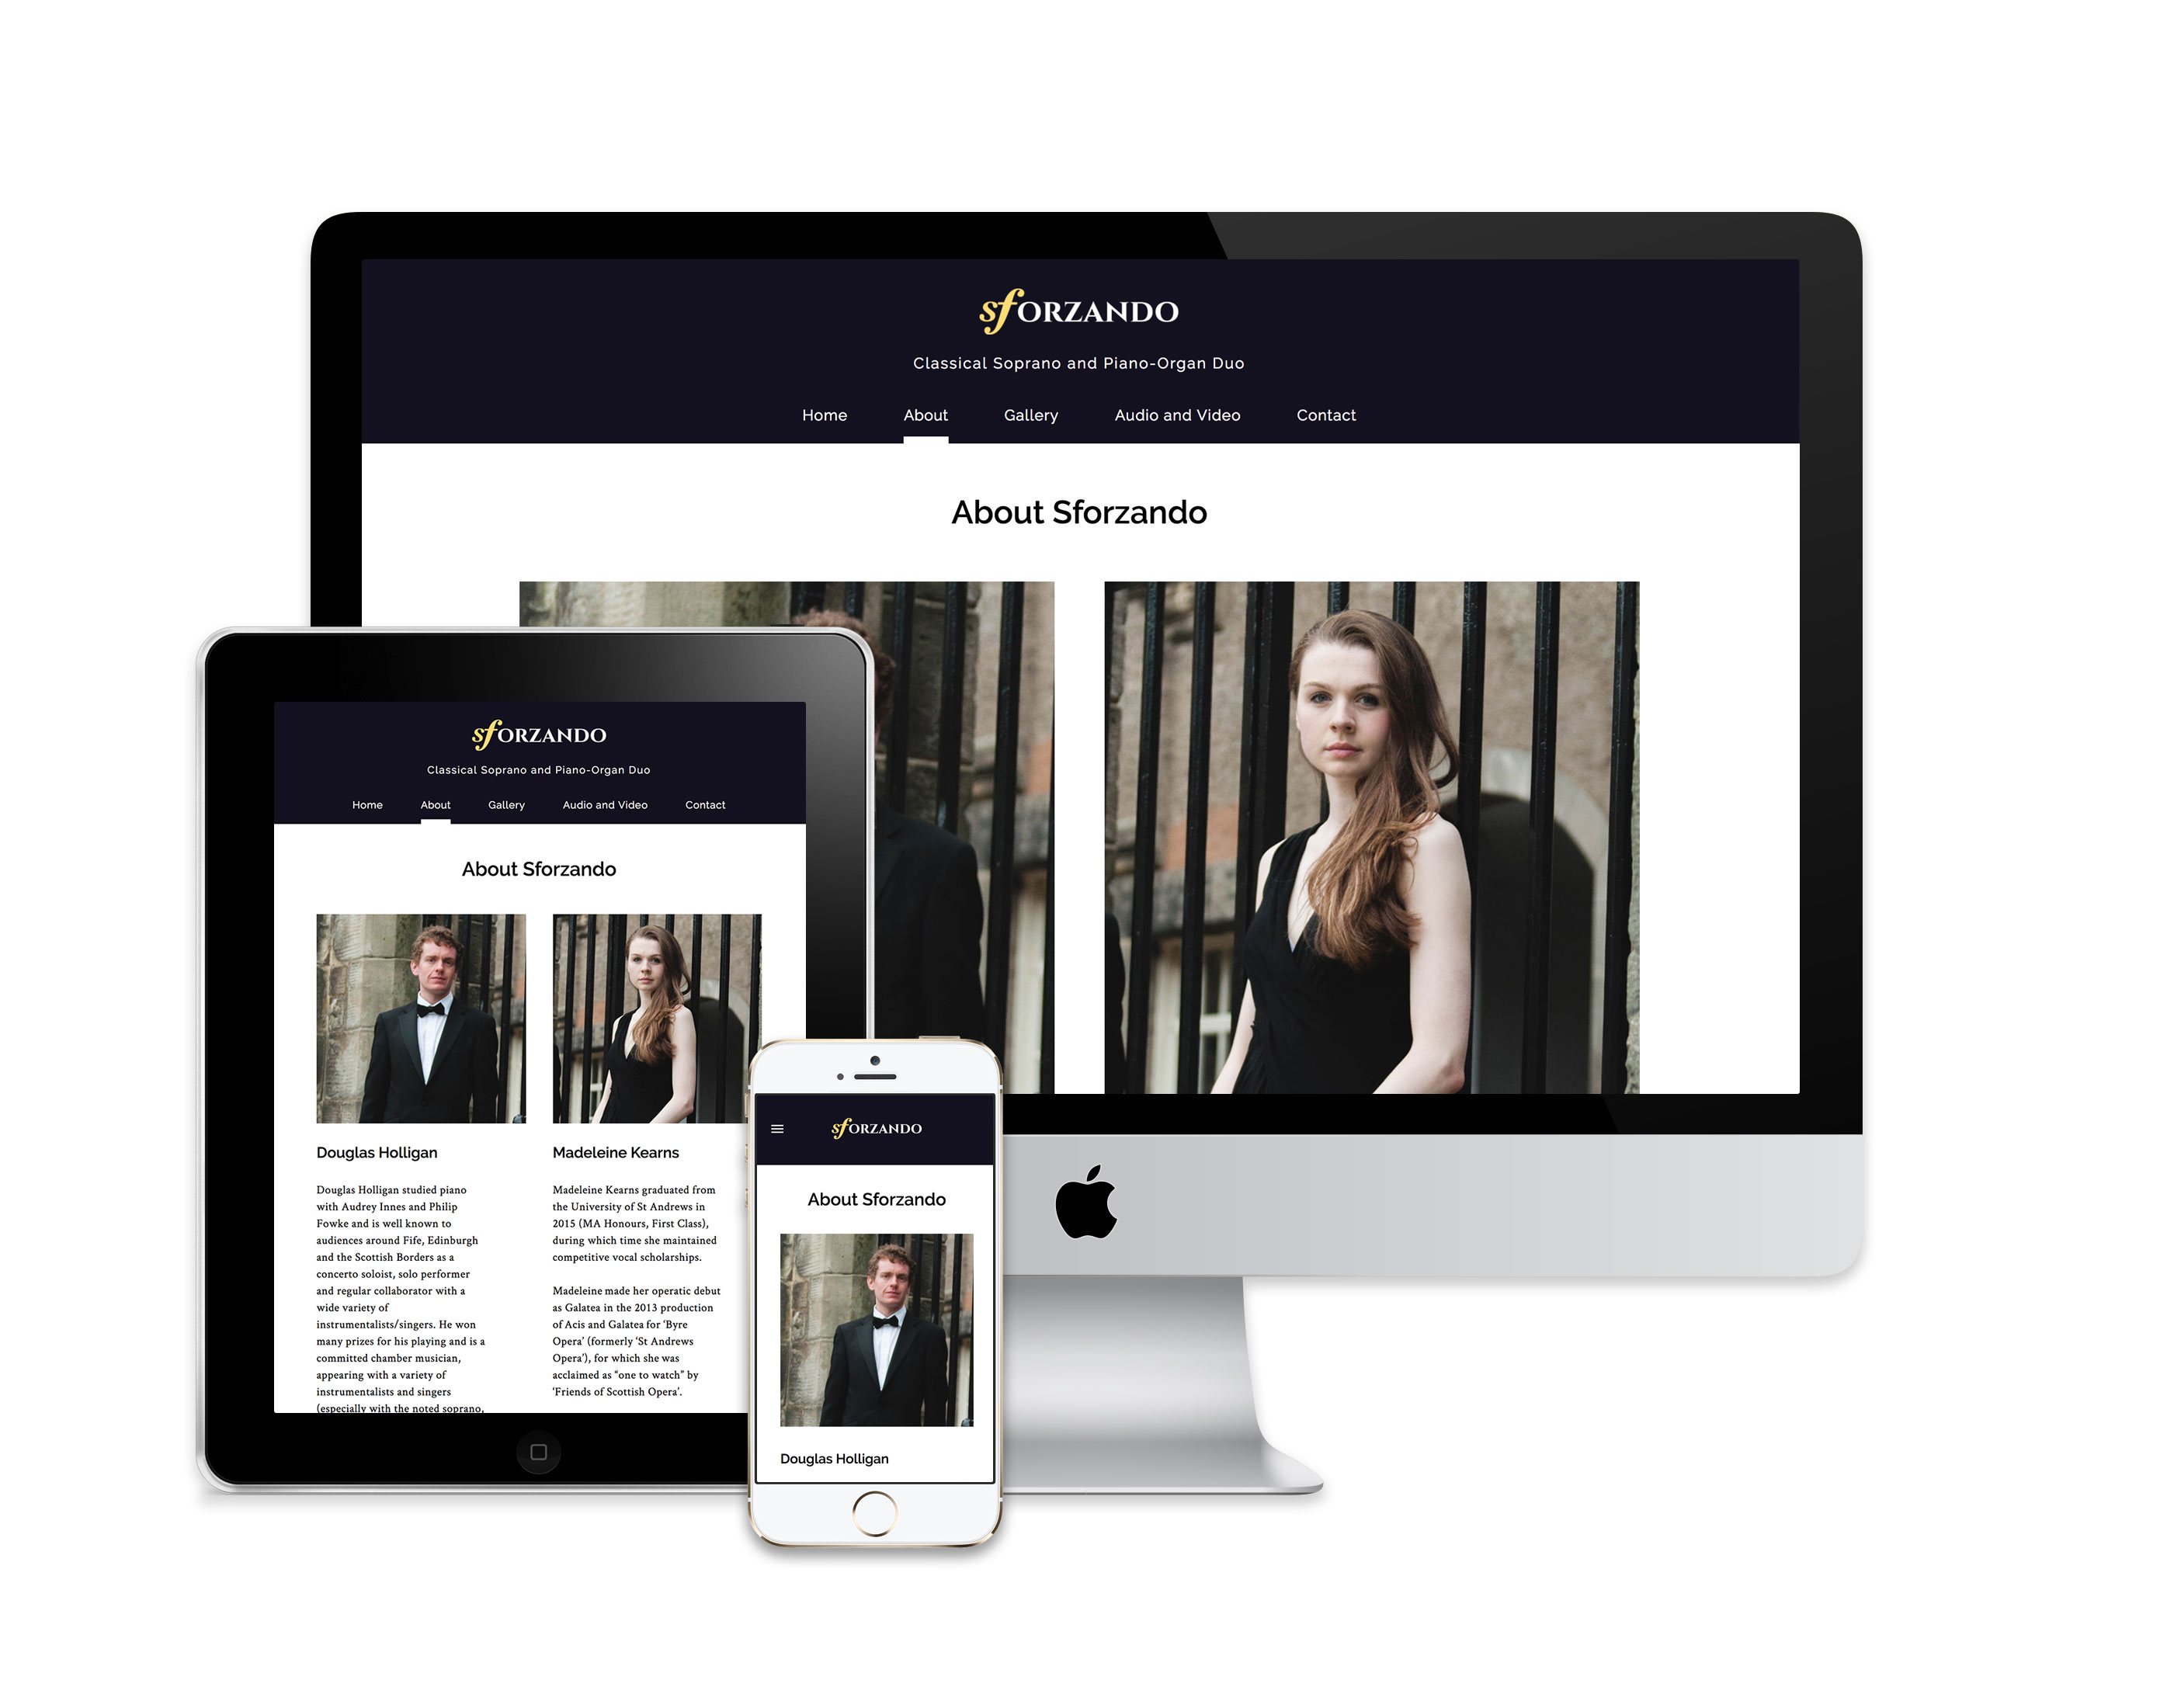 sfORZANDO
Classical Soprano and Piano-Organ Duo
Home About Gallery Audio and Video Contact
About Sforzando
sfORZANDO
Classical Soprano and Piano-Organ Duo
Home About Gallery Audio and Video Contact
About Sforzando
Douglas Holligan
Douglas Holligan studied piano
with Audrey Innes and Philip
Fowke and is well known to
audiences around Fife, Edinburgh
and the Scottish Borders as a
concerto soloist, solo performer
and regular collaborator with a
wide variety of
instrumentalists/singers. He won
many prizes for his playing and is a
committed chamber musician,
appearing with a variety of
instrumentalists and singers
(especially with the noted soprano,
Madeleine Kearns
Madeleine Kearns graduated from
the University of St Andrews in
2015 (MA Honours, First Class),
during which time she maintained
competitive vocal scholarships.
Madeleine made her operatic debut
as Galatea in the 2013 production
of Acis and Galatea for ‘Byre
Opera’ (formerly ‘St Andrews
Opera’), for which she was
acclaimed as “one to watch” by
‘Friends of Scottish Opera’.
sfORZANDO
About Sforzando
Douglas Holligan